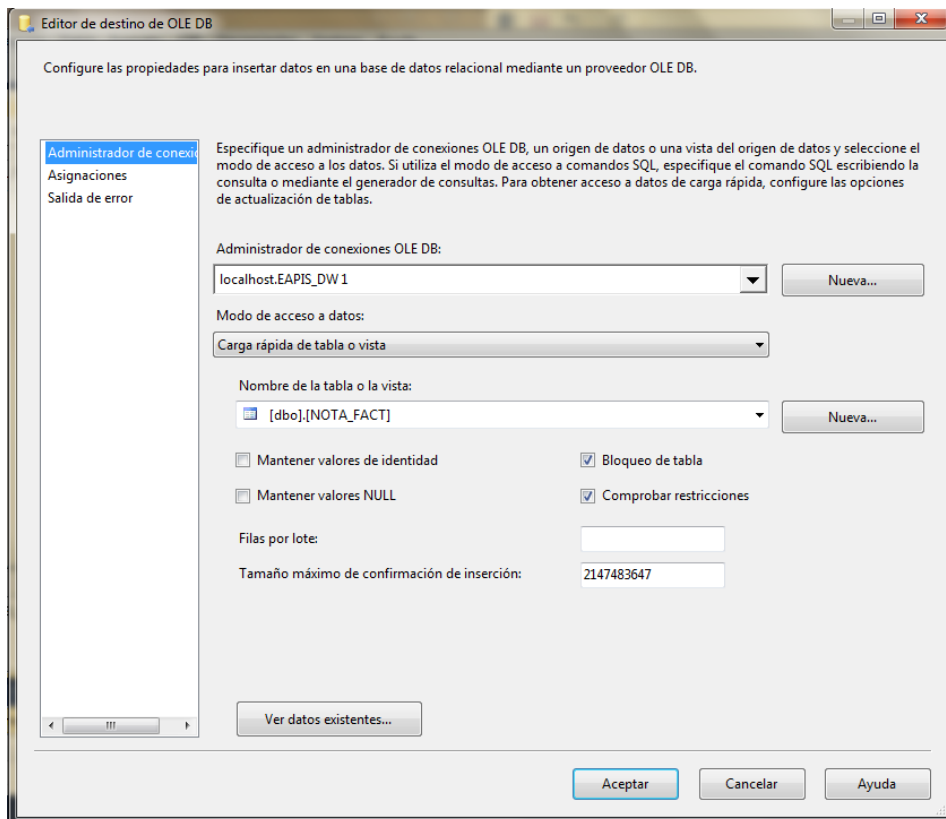 Editor de destino de OLE DB
Configure las propiedades para insertar datos en una base de datos relacional mediante un proveedor OLE DB.
Administrador de conexi
Asignaciones
Salida de error
Especifique un administrador de conexiones OLE DB, un origen de datos o una vista del origen de datos y seleccione el
modo de acceso a los datos. Si utiliza el modo de acceso a comandos SQL, especifique el comando SQL escribiendo la
consulta o mediante el generador de consultas. Para obtener acceso a datos de carga rápida, configure las opciones
de actualización de tablas.
Administrador de conexiones OLE DB:
localhost.EAPIS_DW 1
Nueva...
Modo de acceso a datos:
Carga rápida de tabla o vista
Nombre de la tabla o la vista:
[dbo].[NOTA_FACT]
Nueva...
Mantener valores de identidad
Bloqueo de tabla
Mantener valores NULL
Comprobar restricciones
Filas por lote:
Tamaño máximo de confirmación de inserción:
2147483647
Ver datos existentes...
Aceptar
Cancelar
Ayuda